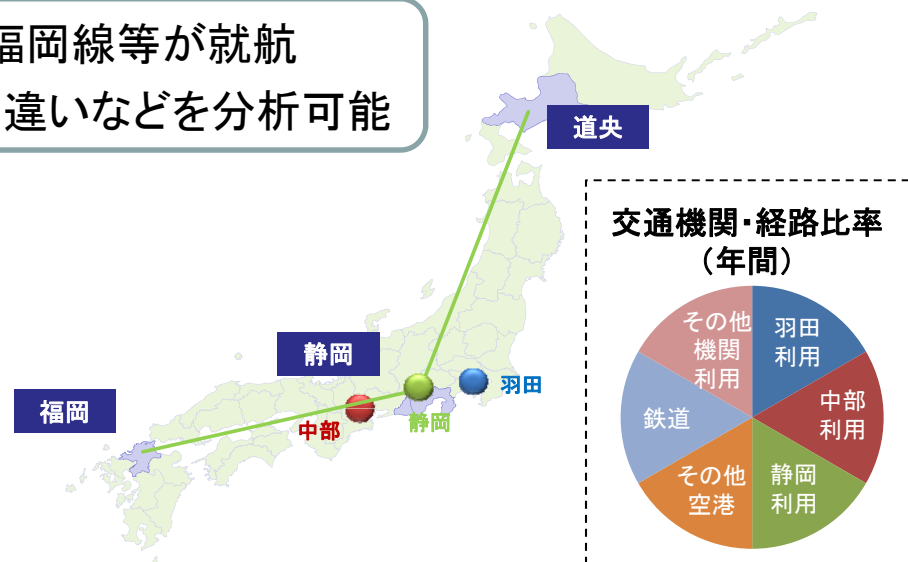 福岡線等が就航
違いなどを分析可能
道央
交通機関・経路比率
（年間）
静岡
羽田
福岡
中部
静岡
その他
機関
利用
羽田
利用
鉄道
中部
利用
その他
空港
静岡
利用